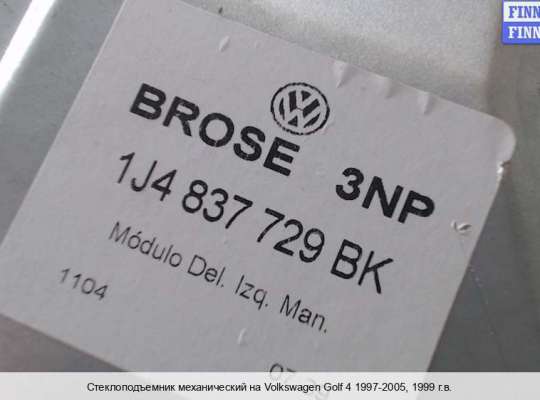 FINN
FINN
BROSE 3NP
1J4 837 729 BK
Módulo Del. Izq. Man.
1104
Стеклоподъемник механический на Volkswagen Golf 4 1997-2005, 1999 г.в.